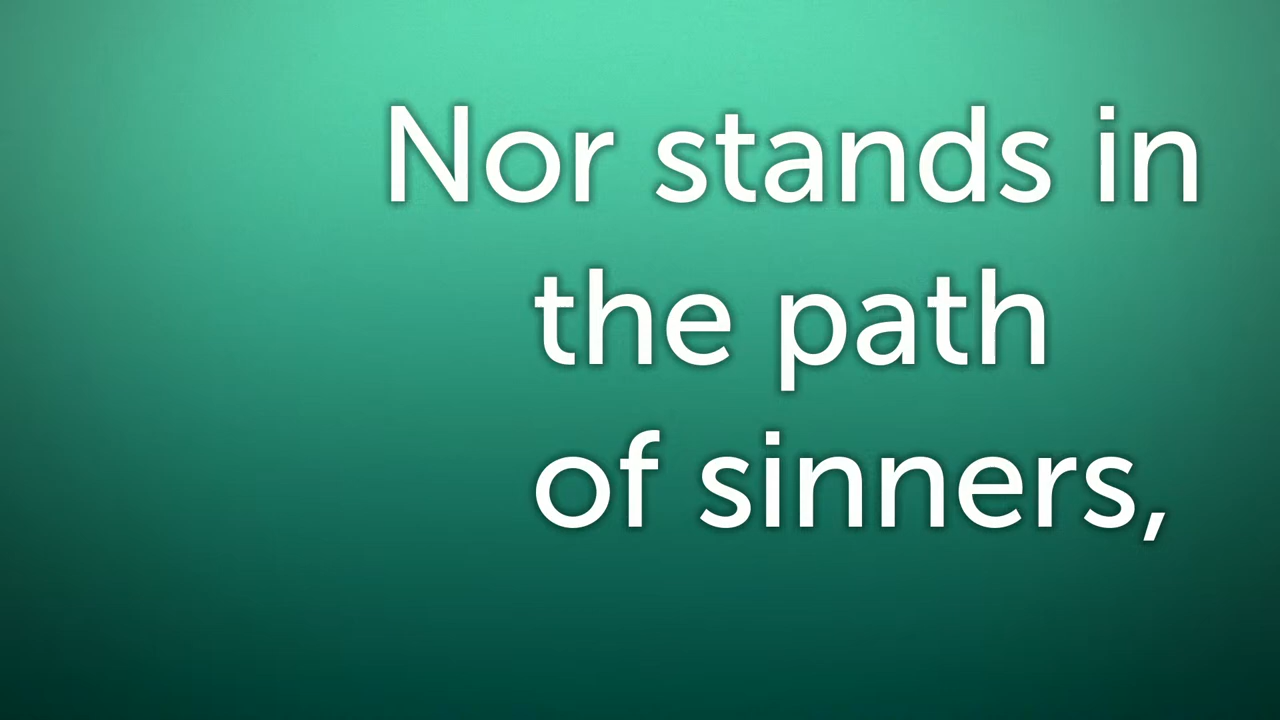 Nor stands in
the path
of sinners,